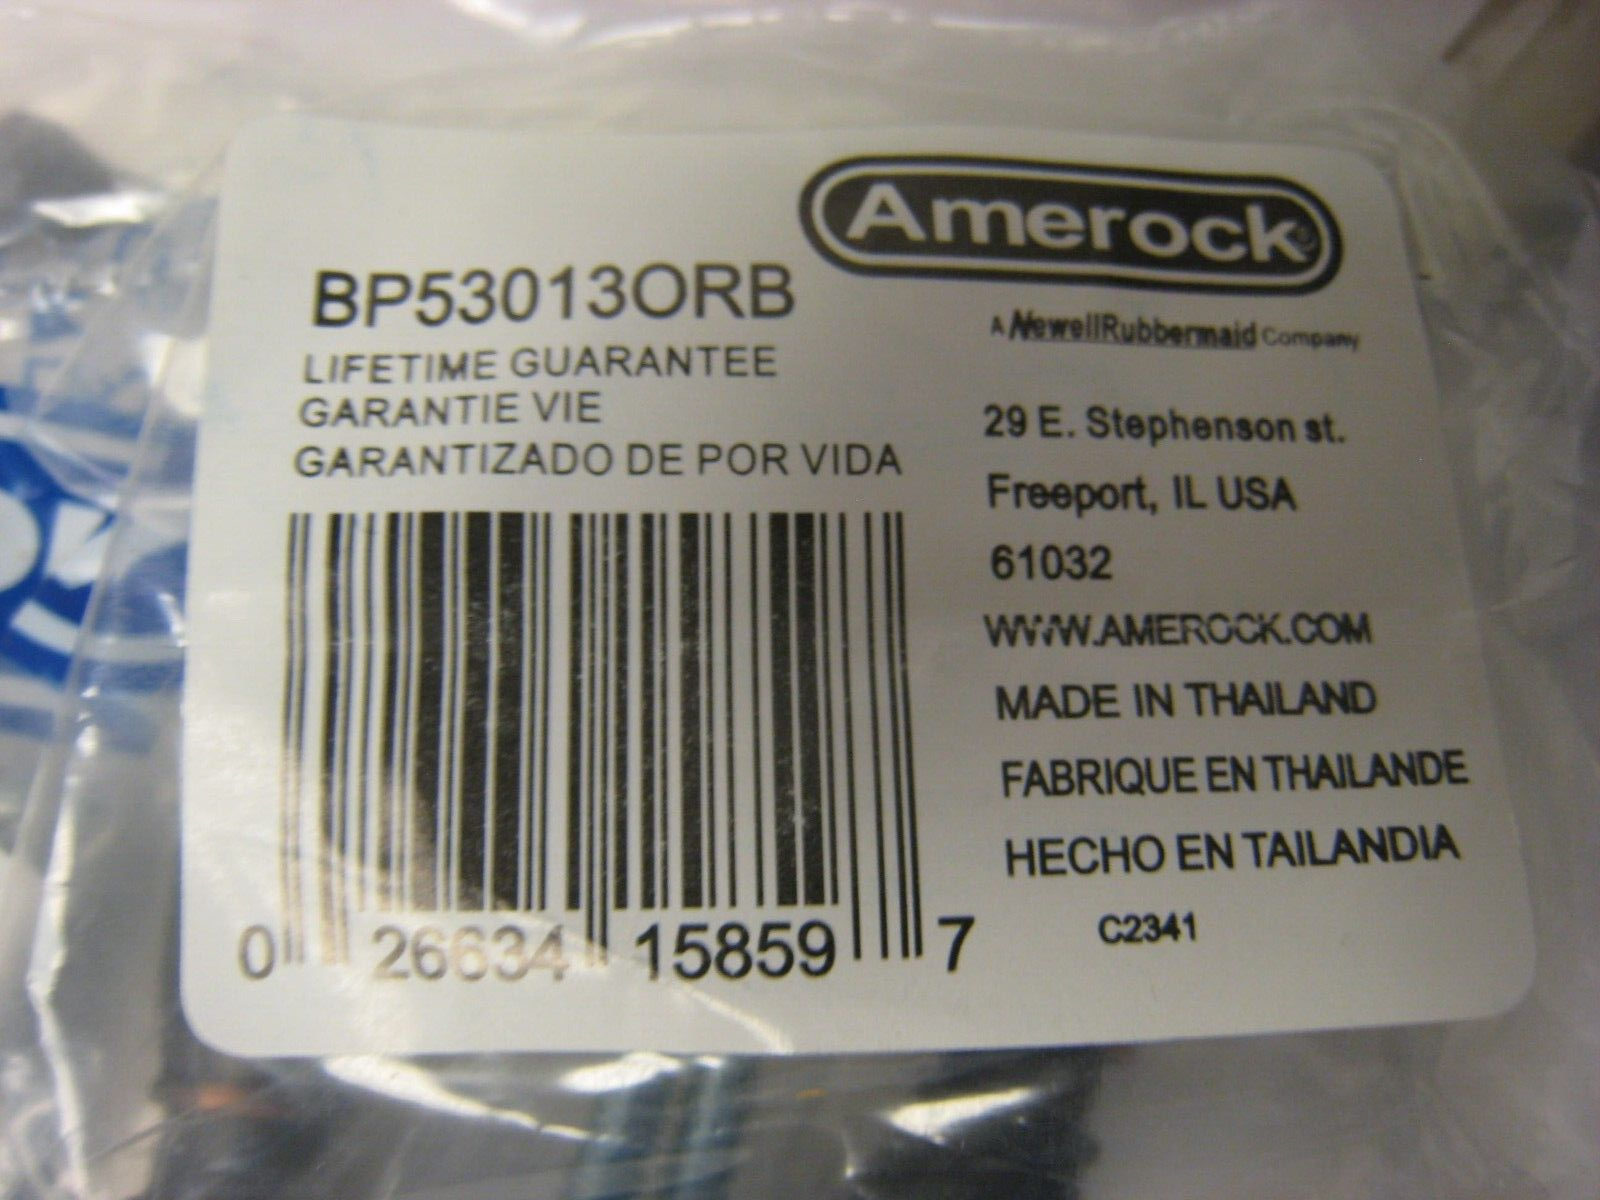 Amerock®
BP53013ORB
A NewellRubbermaid Company
LIFETIME GUARANTEE
GARANTIE VIE
GARANTIZADO DE POR VIDA
0 26634 15859 7
29 E. Stephenson st.
Freeport, IL USA
61032
WWW.AMEROCK.COM
MADE IN THAILAND
FABRIQUE EN THAILANDE
HECHO EN TAILANDIA
C2341